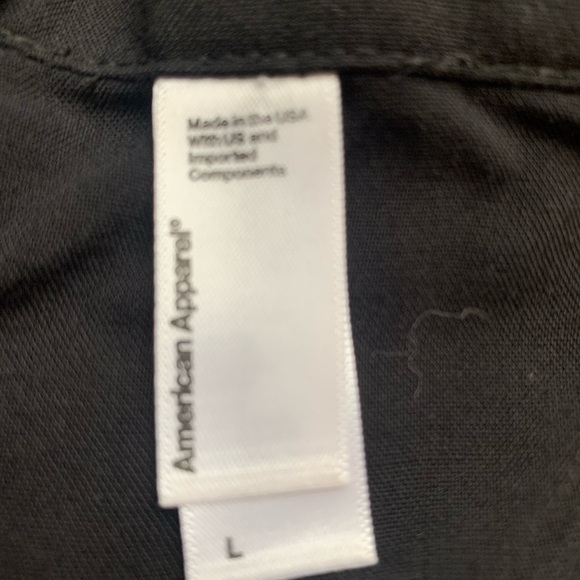 Made in the USA
With US and
Imported
Components
American Apparel®
L